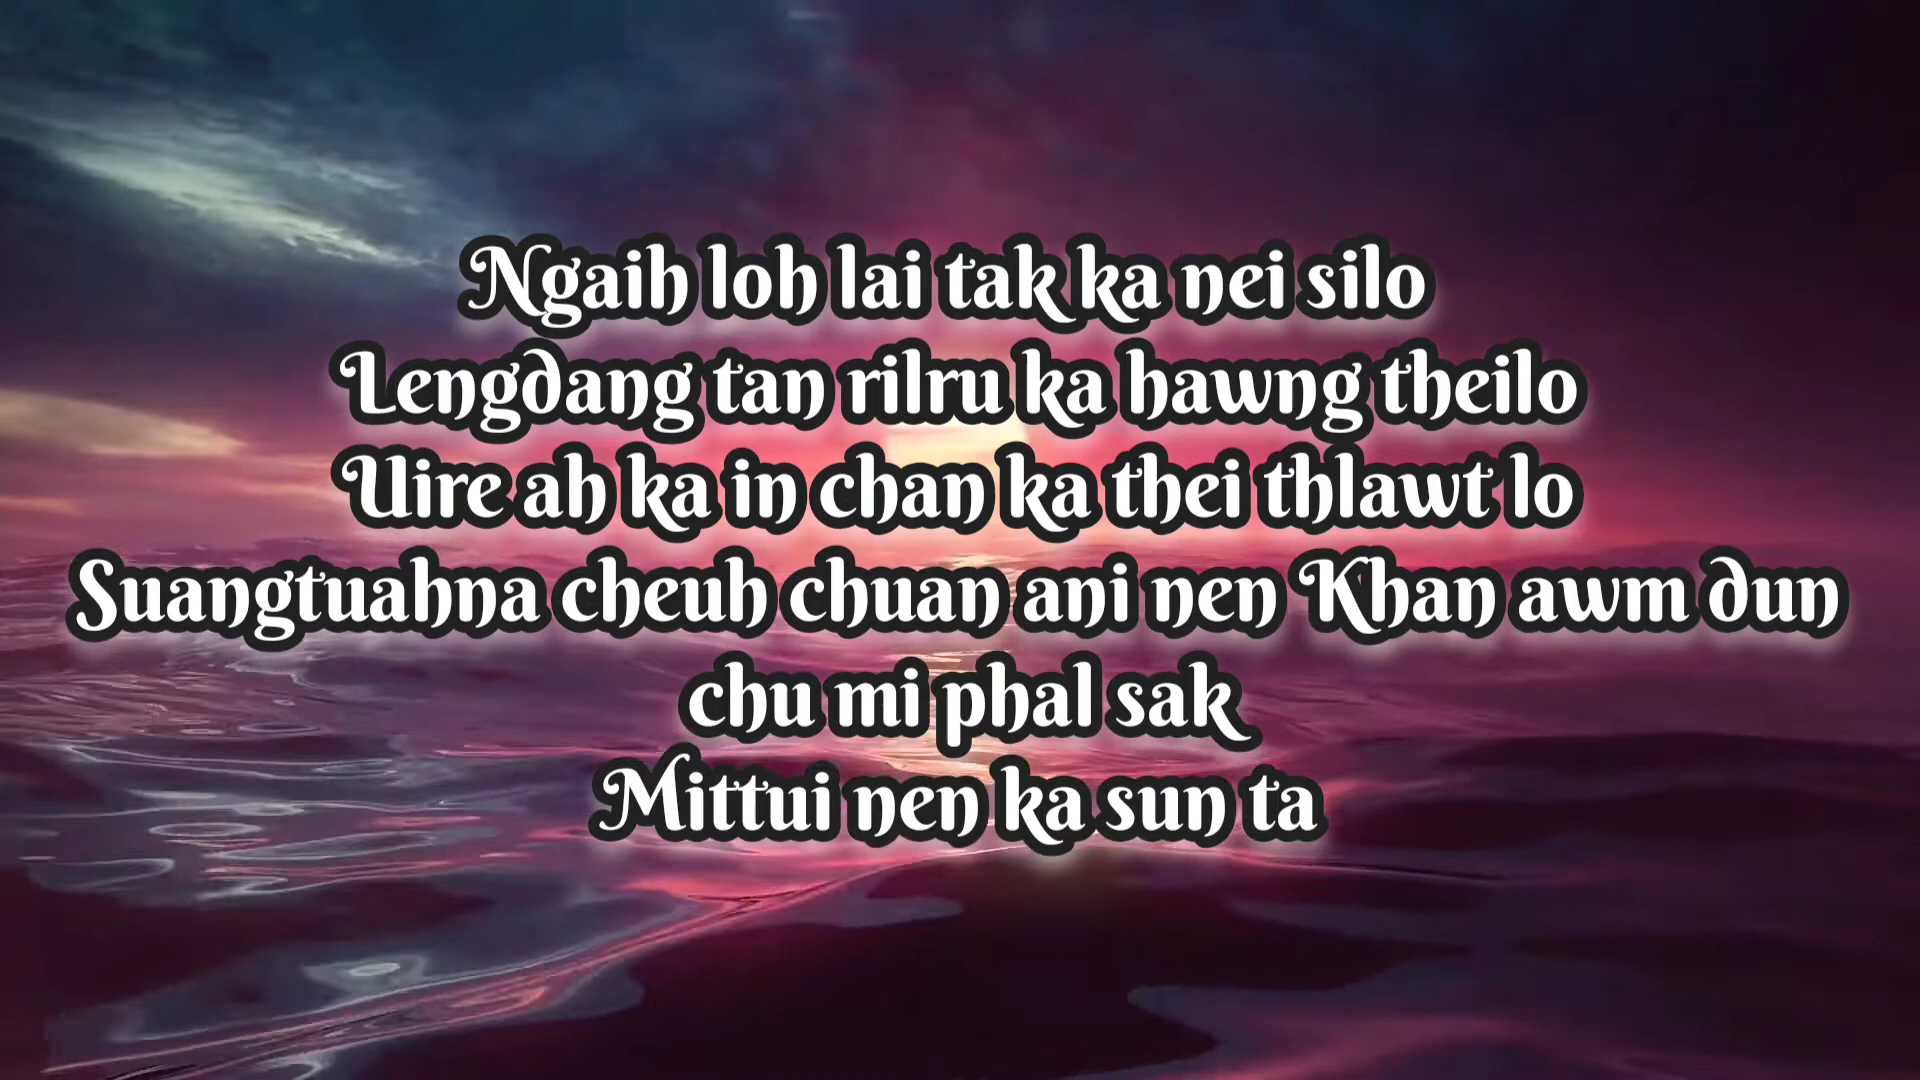 Ngaih loh lai tak ka nei silo
Lengdang tan rilru ka hawng theilo
Uire ah ka in chan ka thei thlawt lo
Suangtuahna cheuh chuan ani nen Khan awm dun
chu mi phal sak
Mittui nen ka sun ta